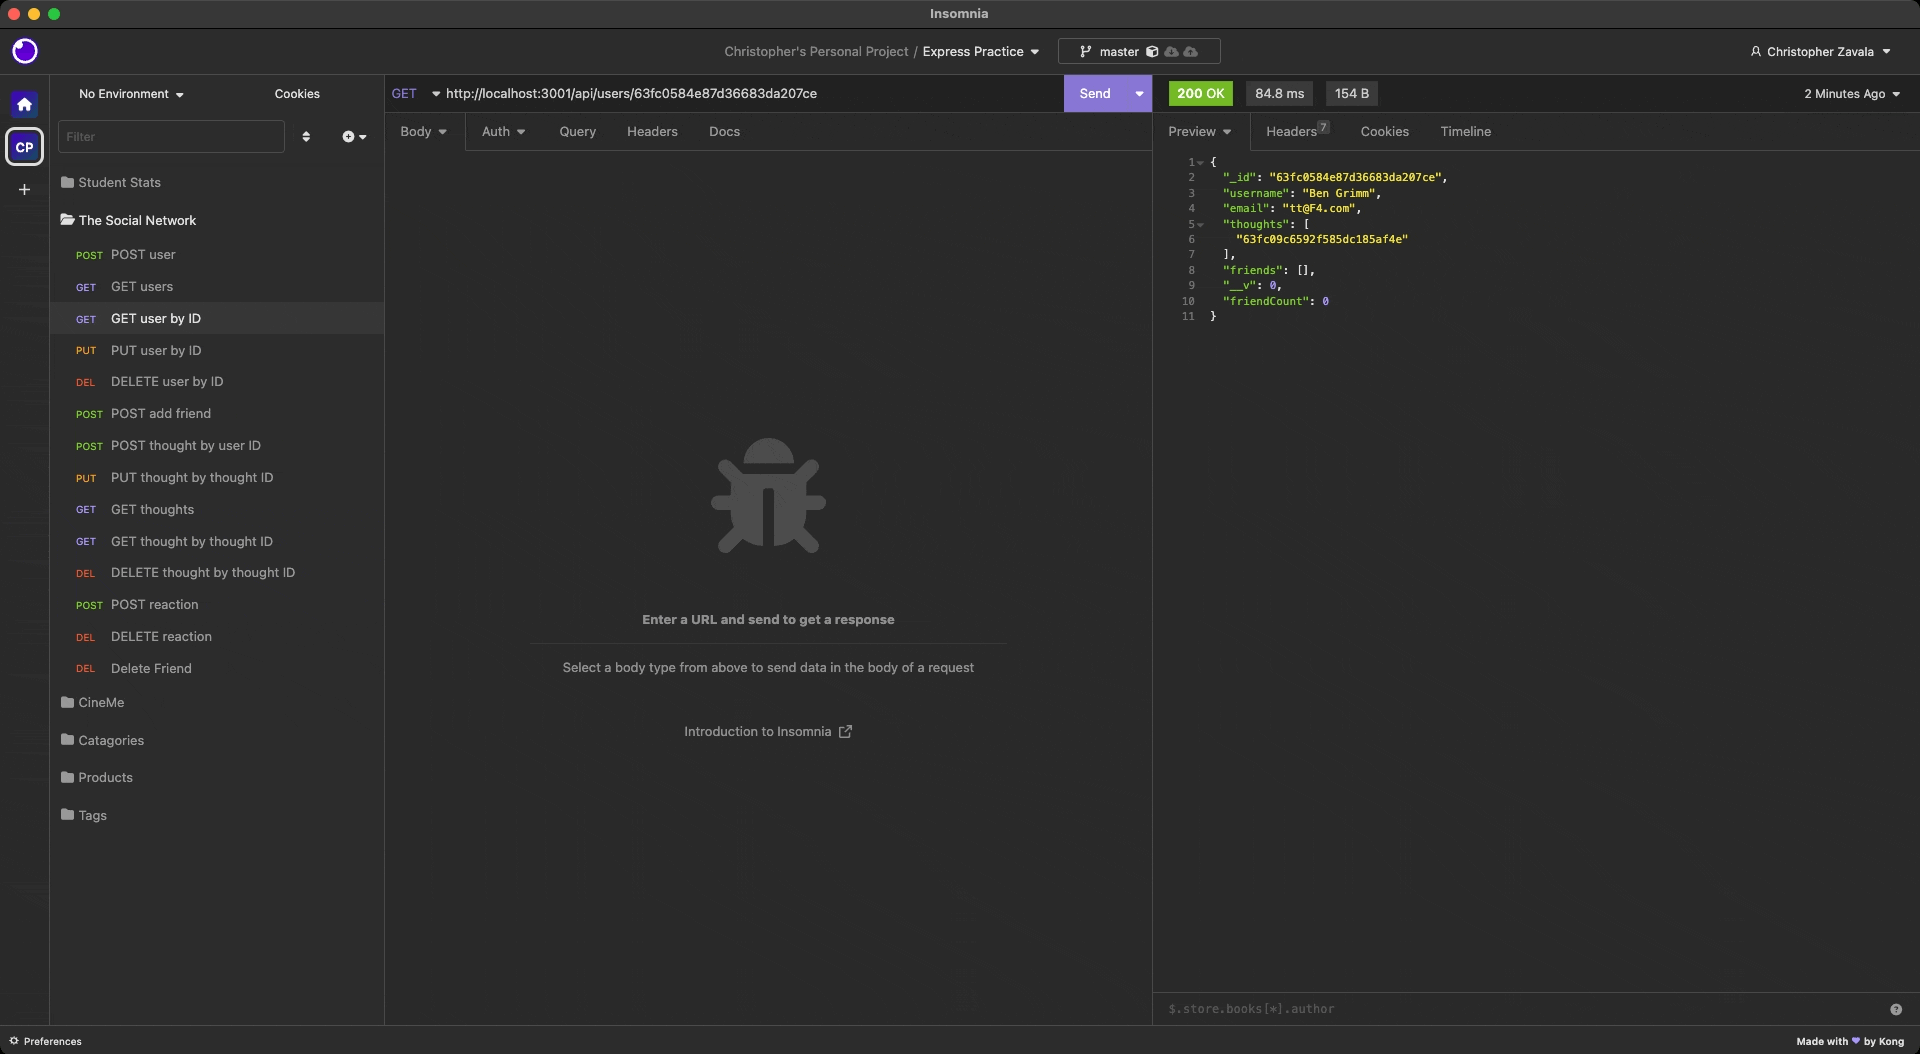 Insomnia
Christopher's Personal Project / Express Practice
master
Christopher Zavala
No Environment
Cookies
GET http://localhost:3001/api/users/63fc0584e87d36683da207ce
Send
200 OK
84.8 ms
154 B
2 Minutes Ago
CP
Filter
Body
Auth
Query
Headers
Docs
Preview
Headers 7
Cookies
Timeline
Student Stats
The Social Network
POST POST user
GET GET users
GET GET user by ID
PUT PUT user by ID
DEL DELETE user by ID
POST POST add friend
POST POST thought by user ID
PUT PUT thought by thought ID
GET GET thoughts
GET GET thought by thought ID
DEL DELETE thought by thought ID
POST POST reaction
DEL DELETE reaction
DEL Delete Friend
CineMe
Catagories
Products
Tags
Enter a URL and send to get a response
Select a body type from above to send data in the body of a request
Introduction to Insomnia
1 {
2 "_id": "63fc0584e87d36683da207ce",
3 "username": "Ben Grimm",
4 "email": "tt@F4.com",
5 "thoughts": [
6 "63fc09c6592f585dc185af4e"
7 ],
8 "friends": [],
9 "__v": 0,
10 "friendCount": 0
11 }
$.store.books[*].author
Preferences
Made with ♥ by Kong